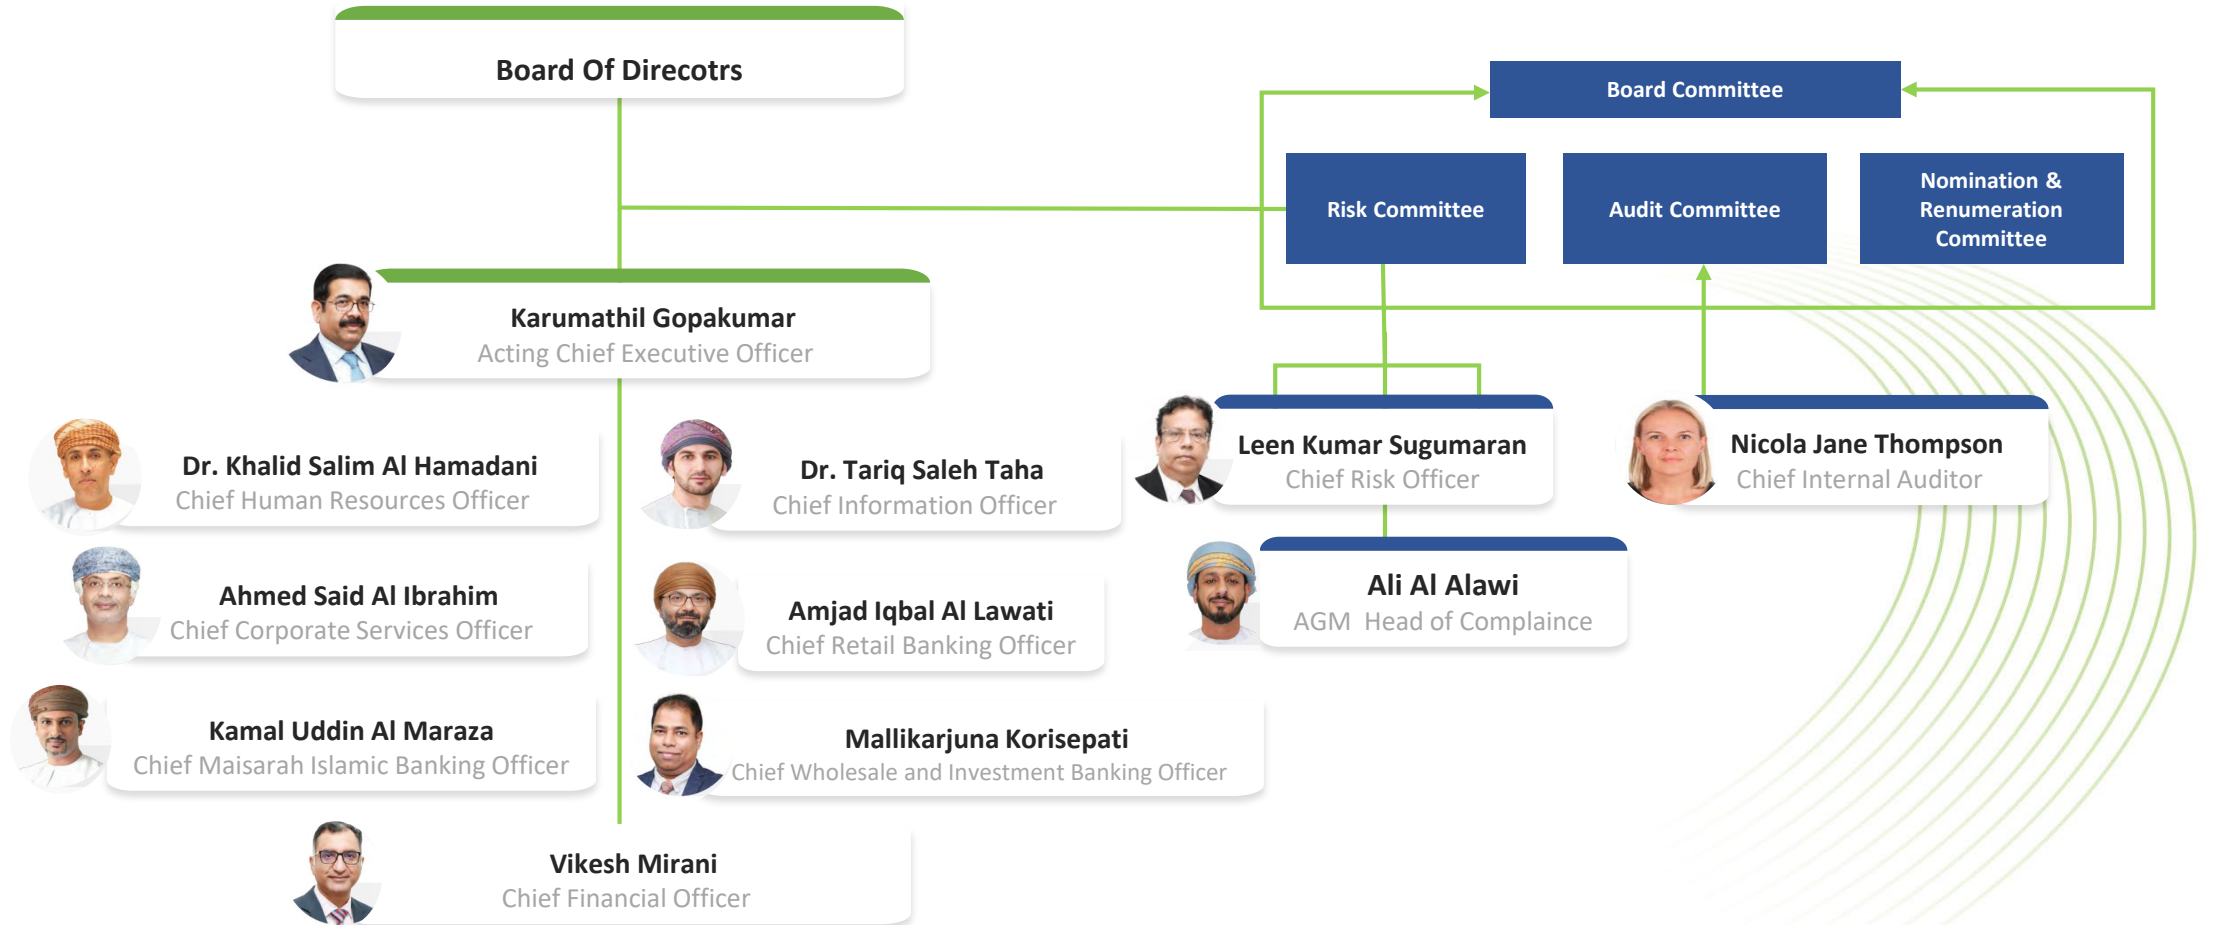 Board Of Direcotrs
Board Committee
Risk Committee
Audit Committee
Nomination &
Renumeration
Committee
Karumathil Gopakumar
Acting Chief Executive Officer
Dr. Khalid Salim Al Hamadani
Chief Human Resources Officer
Dr. Tariq Saleh Taha
Chief Information Officer
Leen Kumar Sugumaran
Chief Risk Officer
Nicola Jane Thompson
Chief Internal Auditor
Ahmed Said Al Ibrahim
Chief Corporate Services Officer
Amjad Iqbal Al Lawati
Chief Retail Banking Officer
Ali Al Alawi
AGM  Head of Complaince
Kamal Uddin Al Maraza
Chief Maisarah Islamic Banking Officer
Mallikarjuna Korisepati
Chief Wholesale and Investment Banking Officer
Vikesh Mirani
Chief Financial Officer